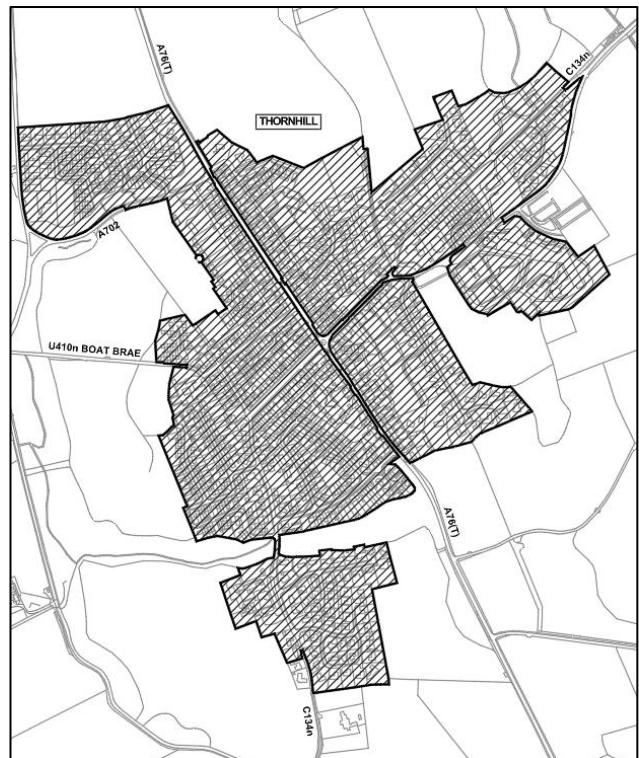 A76(T)
C134n
THORNHILL
A702
U410n BOAT BRAE
A76(T)
C134n